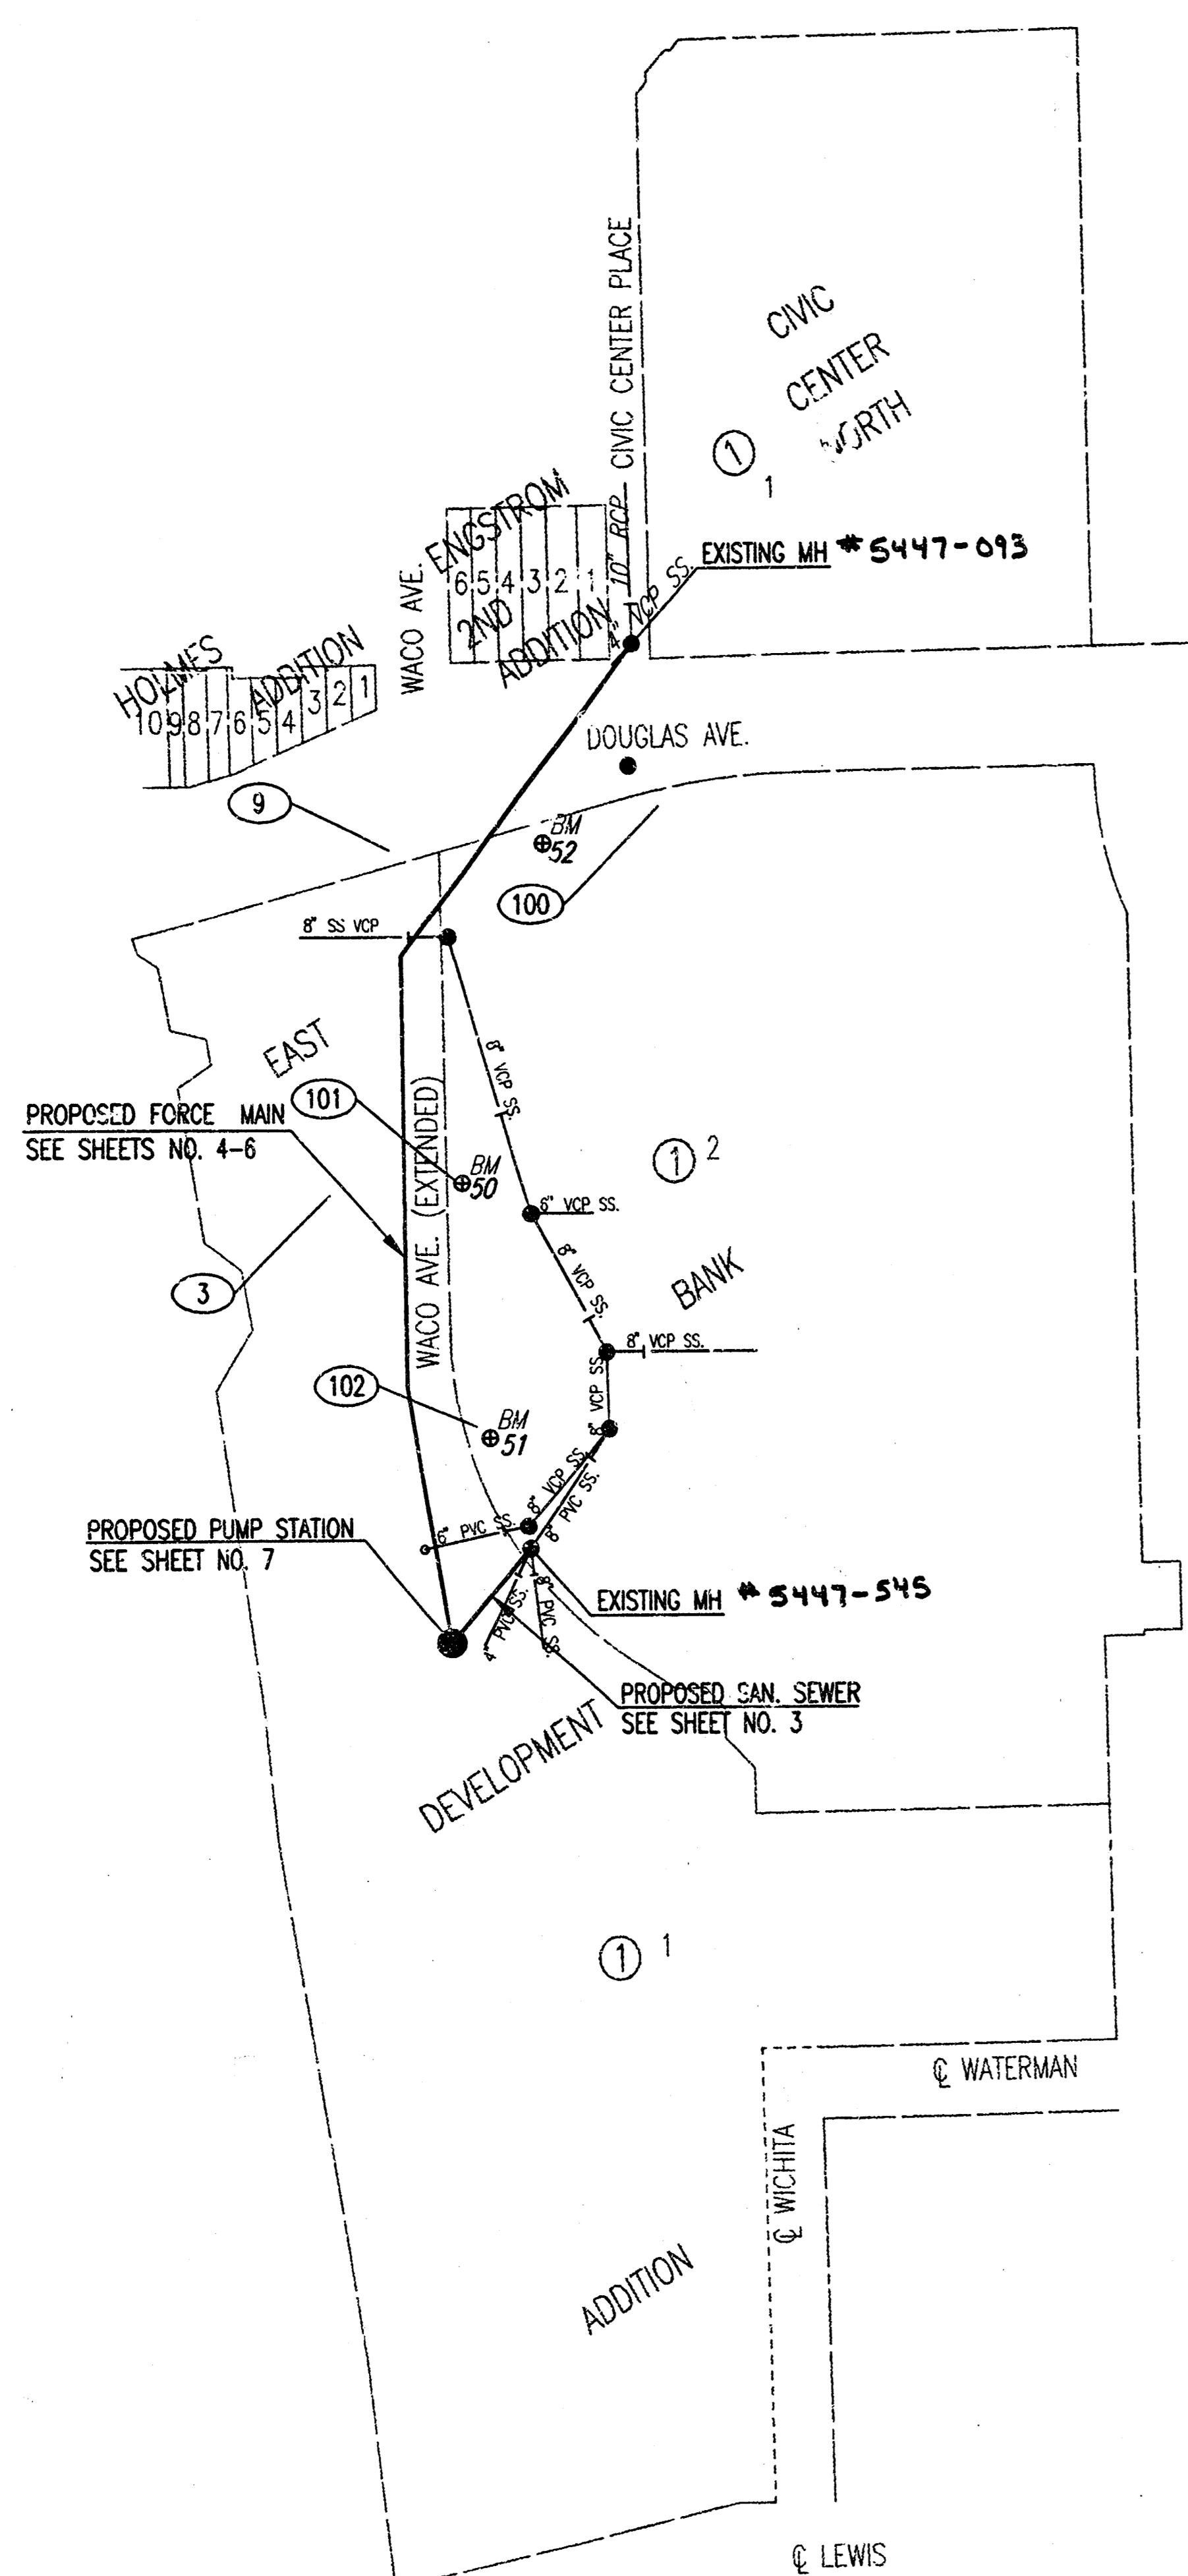 CIVIC CENTER PLACE
CIVIC
CENTER
1
1
10" RCP
EXISTING MH # 5447-093
4" VCP SS.
ENGSTROM
2ND
ADDITION
6 5 4 3 2 1
WACO AVE.
HOLMES
ADDITION
10 9 8 7 6 5 4 3 2 1
DOUGLAS AVE.
9
BM
52
100
8" SS VCP
EAST
8" VCP SS.
101
PROPOSED FORCE MAIN
SEE SHEETS NO. 4-6
WACO AVE. (EXTENDED)
BM
50
1 2
6" VCP SS.
8" VCP SS.
BANK
3
8" VCP SS.
8" VCP SS.
102
BM
51
8" VCP SS.
8" PVC SS.
6" PVC SS.
PROPOSED PUMP STATION
SEE SHEET NO. 7
EXISTING MH # 5447-545
4" PVC SS.
8" PVC SS.
PROPOSED SAN. SEWER
SEE SHEET NO. 3
DEVELOPMENT
1 1
℄ WATERMAN
℄ WICHITA
ADDITION
℄ LEWIS